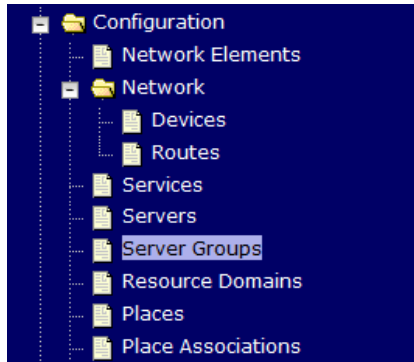 Configuration
Network Elements
Network
Devices
Routes
Services
Servers
Server Groups
Resource Domains
Places
Place Associations